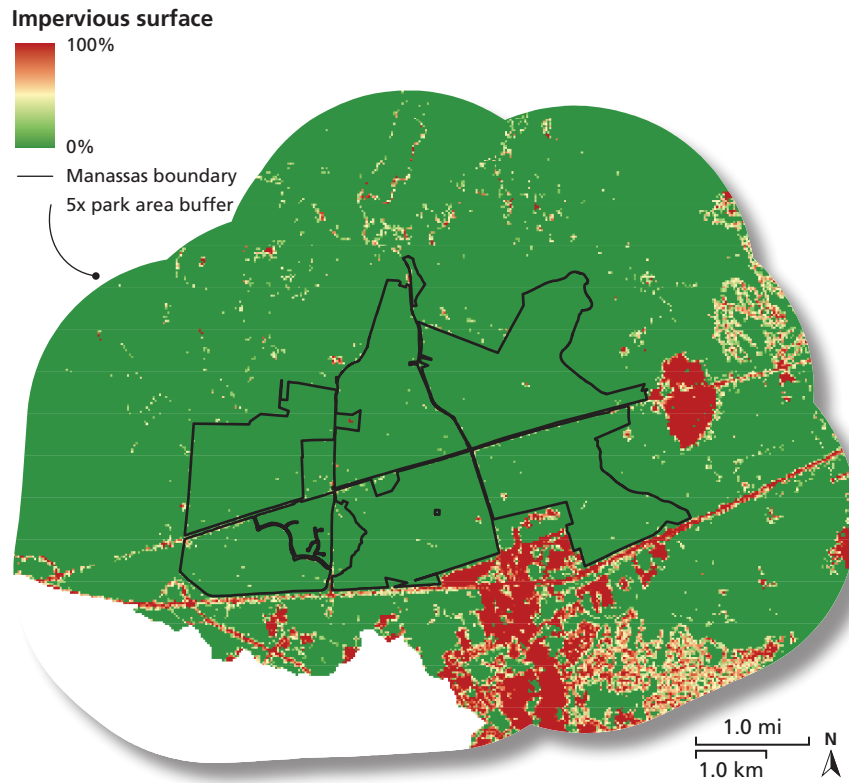 Impervious surface
100%
0%
Manassas boundary
5x park area buffer
1.0 mi
1.0 km
N